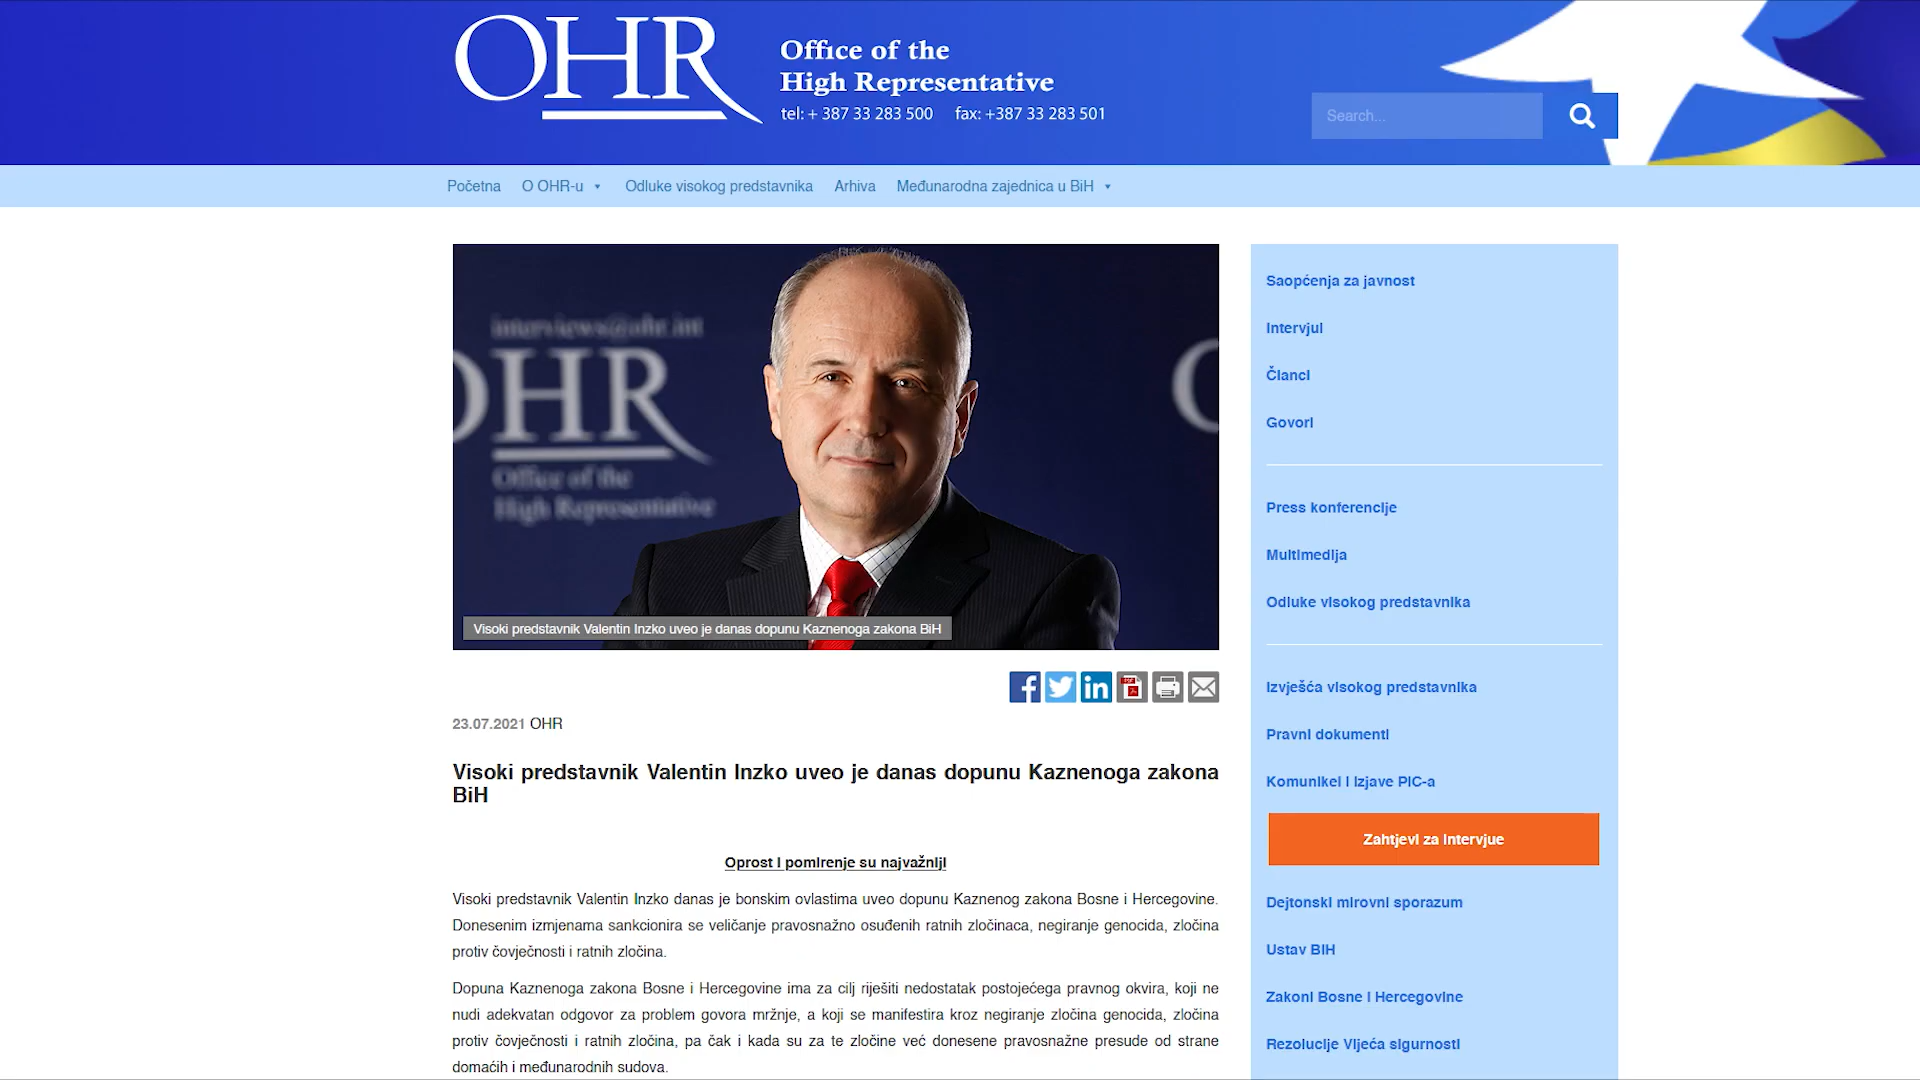 OHR
Office of the
High Representative
tel: + 387 33 283 500 fax: +387 33 283 501
Search...
Početna O OHR-u Odluke visokog predstavnika Arhiva Međunarodna zajednica u BiH
interviews@ohr.int
OHR
Office of the
High Representative
Visoki predstavnik Valentin Inzko uveo je danas dopunu Kaznenoga zakona BiH
23.07.2021 OHR
Visoki predstavnik Valentin Inzko uveo je danas dopunu Kaznenoga zakona
BiH
Oprost i pomirenje su najvažniji
Visoki predstavnik Valentin Inzko danas je bonskim ovlastima uveo dopunu Kaznenog zakona Bosne i Hercegovine.
Donesenim izmjenama sankcionira se veličanje pravosnažno osuđenih ratnih zločinaca, negiranje genocida, zločina
protiv čovječnosti i ratnih zločina.
Dopuna Kaznenoga zakona Bosne i Hercegovine ima za cilj riješiti nedostatak postojećega pravnog okvira, koji ne
nudi adekvatan odgovor za problem govora mržnje, a koji se manifestira kroz negiranje zločina genocida, zločina
protiv čovječnosti i ratnih zločina, pa čak i kada su za te zločine već donesene pravosnažne presude od strane
domaćih i međunarodnih sudova.
Saopćenja za javnost
Intervjui
Članci
Govori
Press konferencije
Multimedija
Odluke visokog predstavnika
Izvješća visokog predstavnika
Pravni dokumenti
Komunikei i izjave PIC-a
Zahtjevi za intervjue
Dejtonski mirovni sporazum
Ustav BiH
Zakoni Bosne i Hercegovine
Rezolucije Vijeća sigurnosti